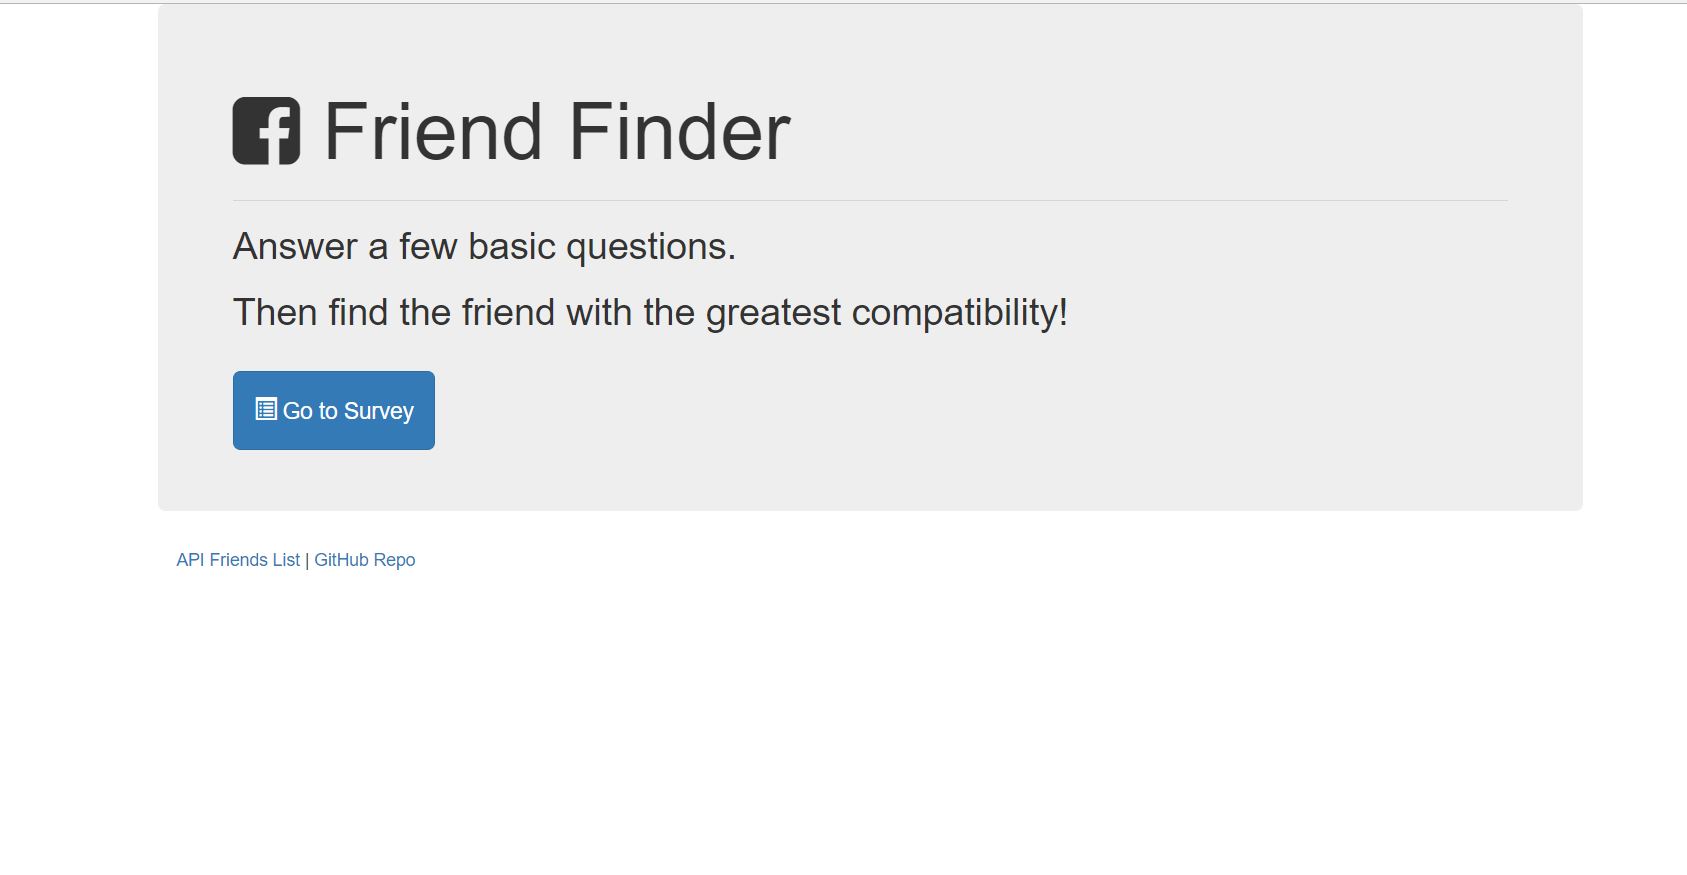 Friend Finder
Answer a few basic questions.
Then find the friend with the greatest compatibility!
Go to Survey
API Friends List | GitHub Repo